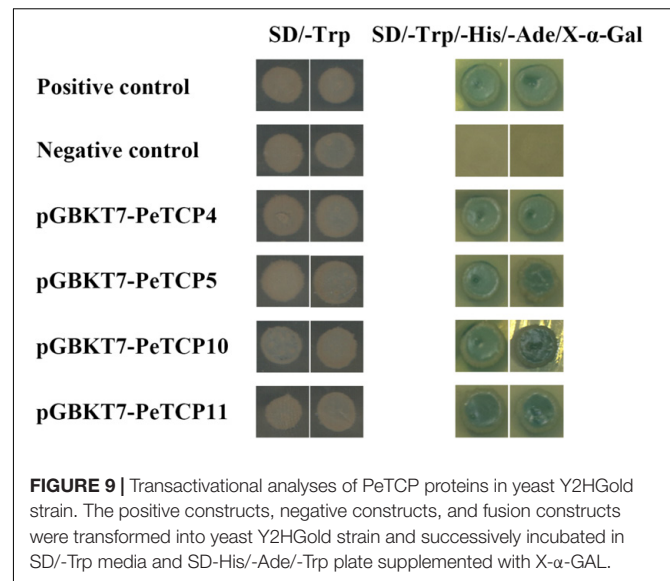 SD/-Trp SD/-Trp/-His/-Ade/X-α-Gal
Positive control
Negative control
pGBKT7-PeTCP4
pGBKT7-PeTCP5
pGBKT7-PeTCP10
pGBKT7-PeTCP11
FIGURE 9 | Transactivational analyses of PeTCP proteins in yeast Y2HGold
strain. The positive constructs, negative constructs, and fusion constructs
were transformed into yeast Y2HGold strain and successively incubated in
SD/-Trp media and SD-His/-Ade/-Trp plate supplemented with X-α-GAL.